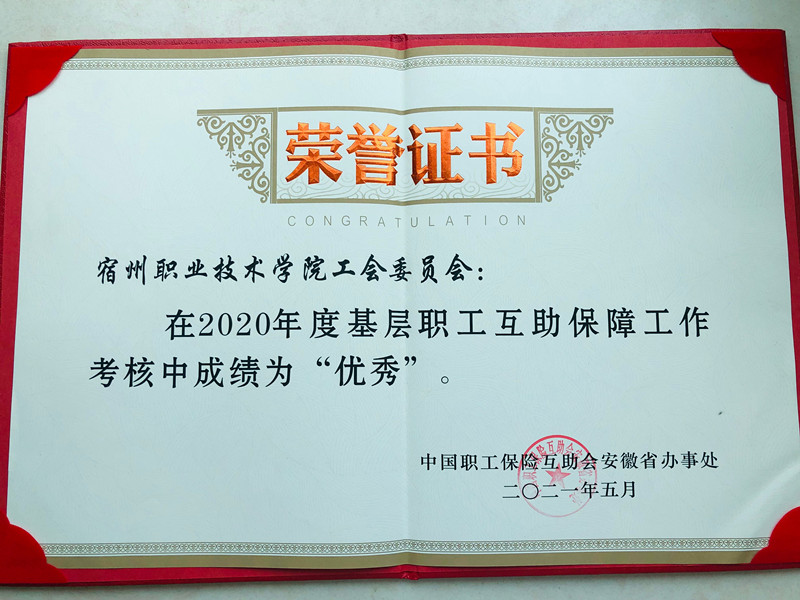 荣誉证书
CONGRATULATION
宿州职业技术学院工会委员会:
在2020年度基层职工互助保障工作
考核中成绩为“优秀”。
中国职工保险互助会安徽省办事处
二〇二一年五月